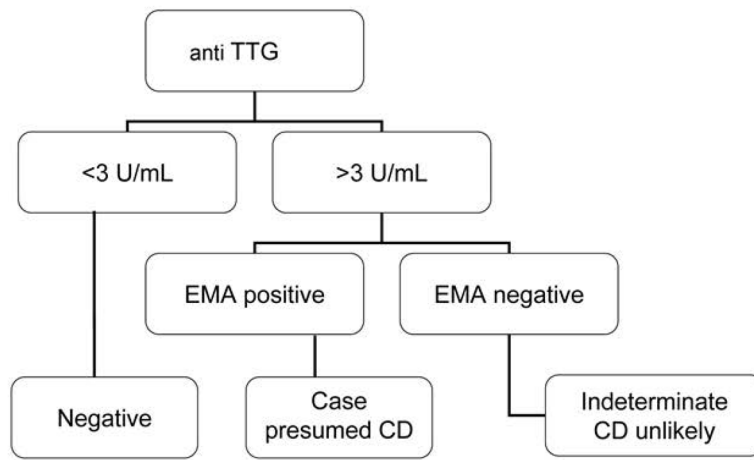 anti TTG
<3 U/mL
>3 U/mL
EMA positive
EMA negative
Negative
Case
presumed CD
Indeterminate
CD unlikely